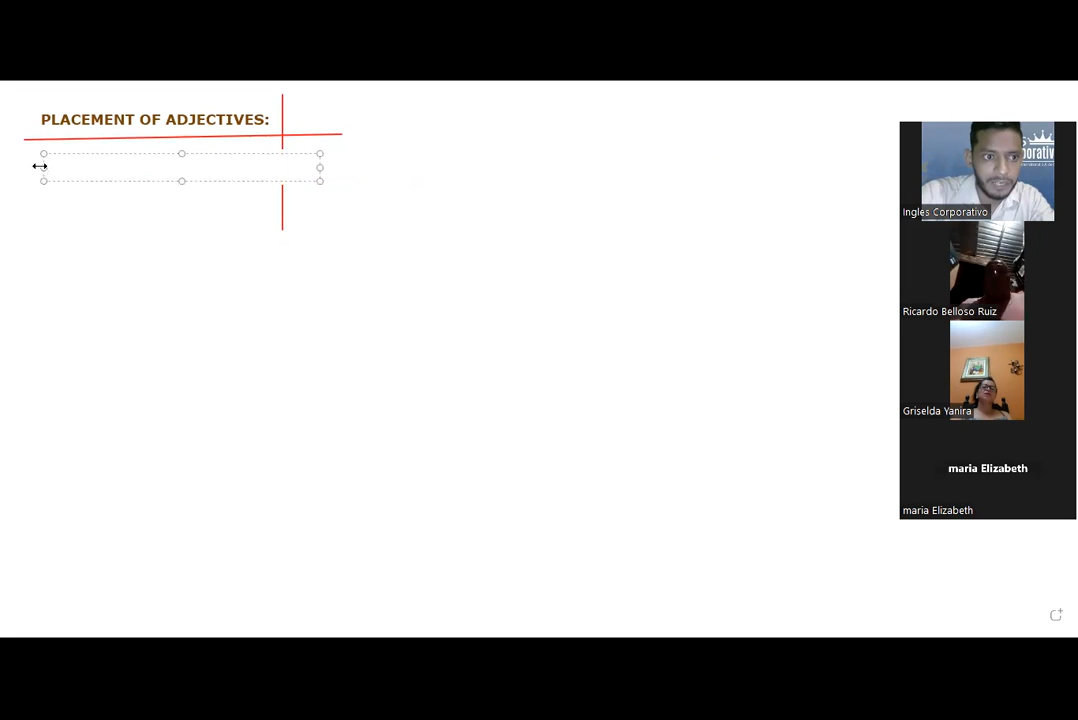 PLACEMENT OF ADJECTIVES:
Ingles Corporativo
Ricardo Belloso Ruiz
Griselda Yanira
maria Elizabeth
maria Elizabeth